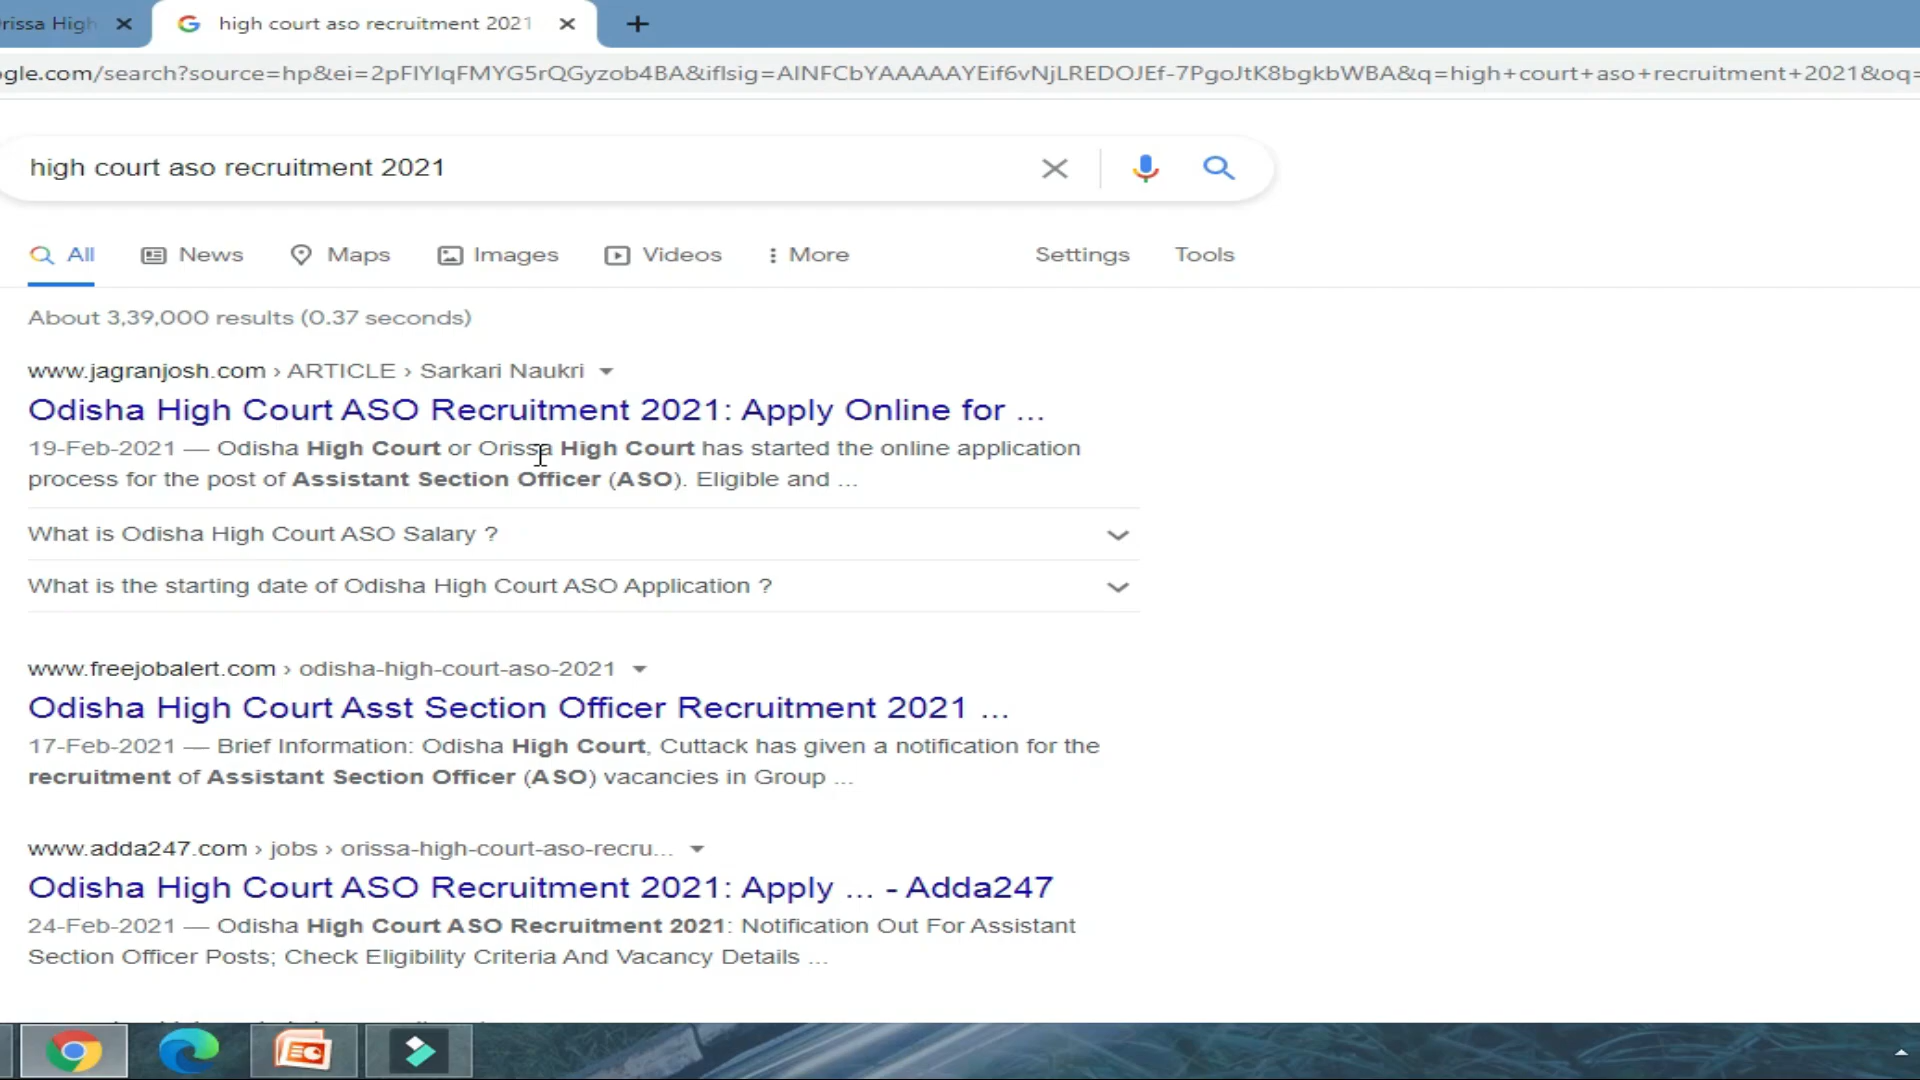 rissa High
high court aso recruitment 2021
gle.com/search?source=hp&ei=2pFIYIqFMYG5rQGyzob4BA&iflsig=AINFCbYAAAAAYEif6vNjLREDOJEf-7PgoJtK8bgkbWBA&q=high+court+aso+recruitment+2021&oq=
high court aso recruitment 2021
All News Maps Images Videos More Settings Tools
About 3,39,000 results (0.37 seconds)
www.jagranjosh.com › ARTICLE › Sarkari Naukri
Odisha High Court ASO Recruitment 2021: Apply Online for ...
19-Feb-2021 — Odisha High Court or Orissa High Court has started the online application
process for the post of Assistant Section Officer (ASO). Eligible and ...
What is Odisha High Court ASO Salary ?
What is the starting date of Odisha High Court ASO Application ?
www.freejobalert.com › odisha-high-court-aso-2021
Odisha High Court Asst Section Officer Recruitment 2021 ...
17-Feb-2021 — Brief Information: Odisha High Court, Cuttack has given a notification for the
recruitment of Assistant Section Officer (ASO) vacancies in Group ...
www.adda247.com › jobs › orissa-high-court-aso-recru...
Odisha High Court ASO Recruitment 2021: Apply ... - Adda247
24-Feb-2021 — Odisha High Court ASO Recruitment 2021: Notification Out For Assistant
Section Officer Posts; Check Eligibility Criteria And Vacancy Details ...